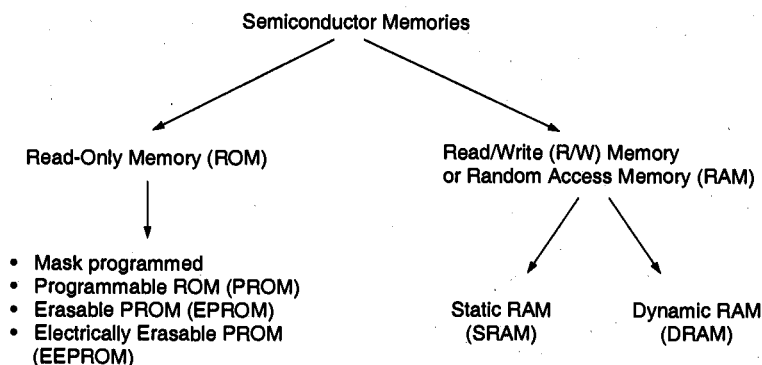 Semiconductor Memories
Read-Only Memory (ROM)
Read/Write (R/W) Memory
or Random Access Memory (RAM)
• Mask programmed
• Programmable ROM (PROM)
• Erasable PROM (EPROM)
• Electrically Erasable PROM
(EEPROM)
Static RAM
(SRAM)
Dynamic RAM
(DRAM)